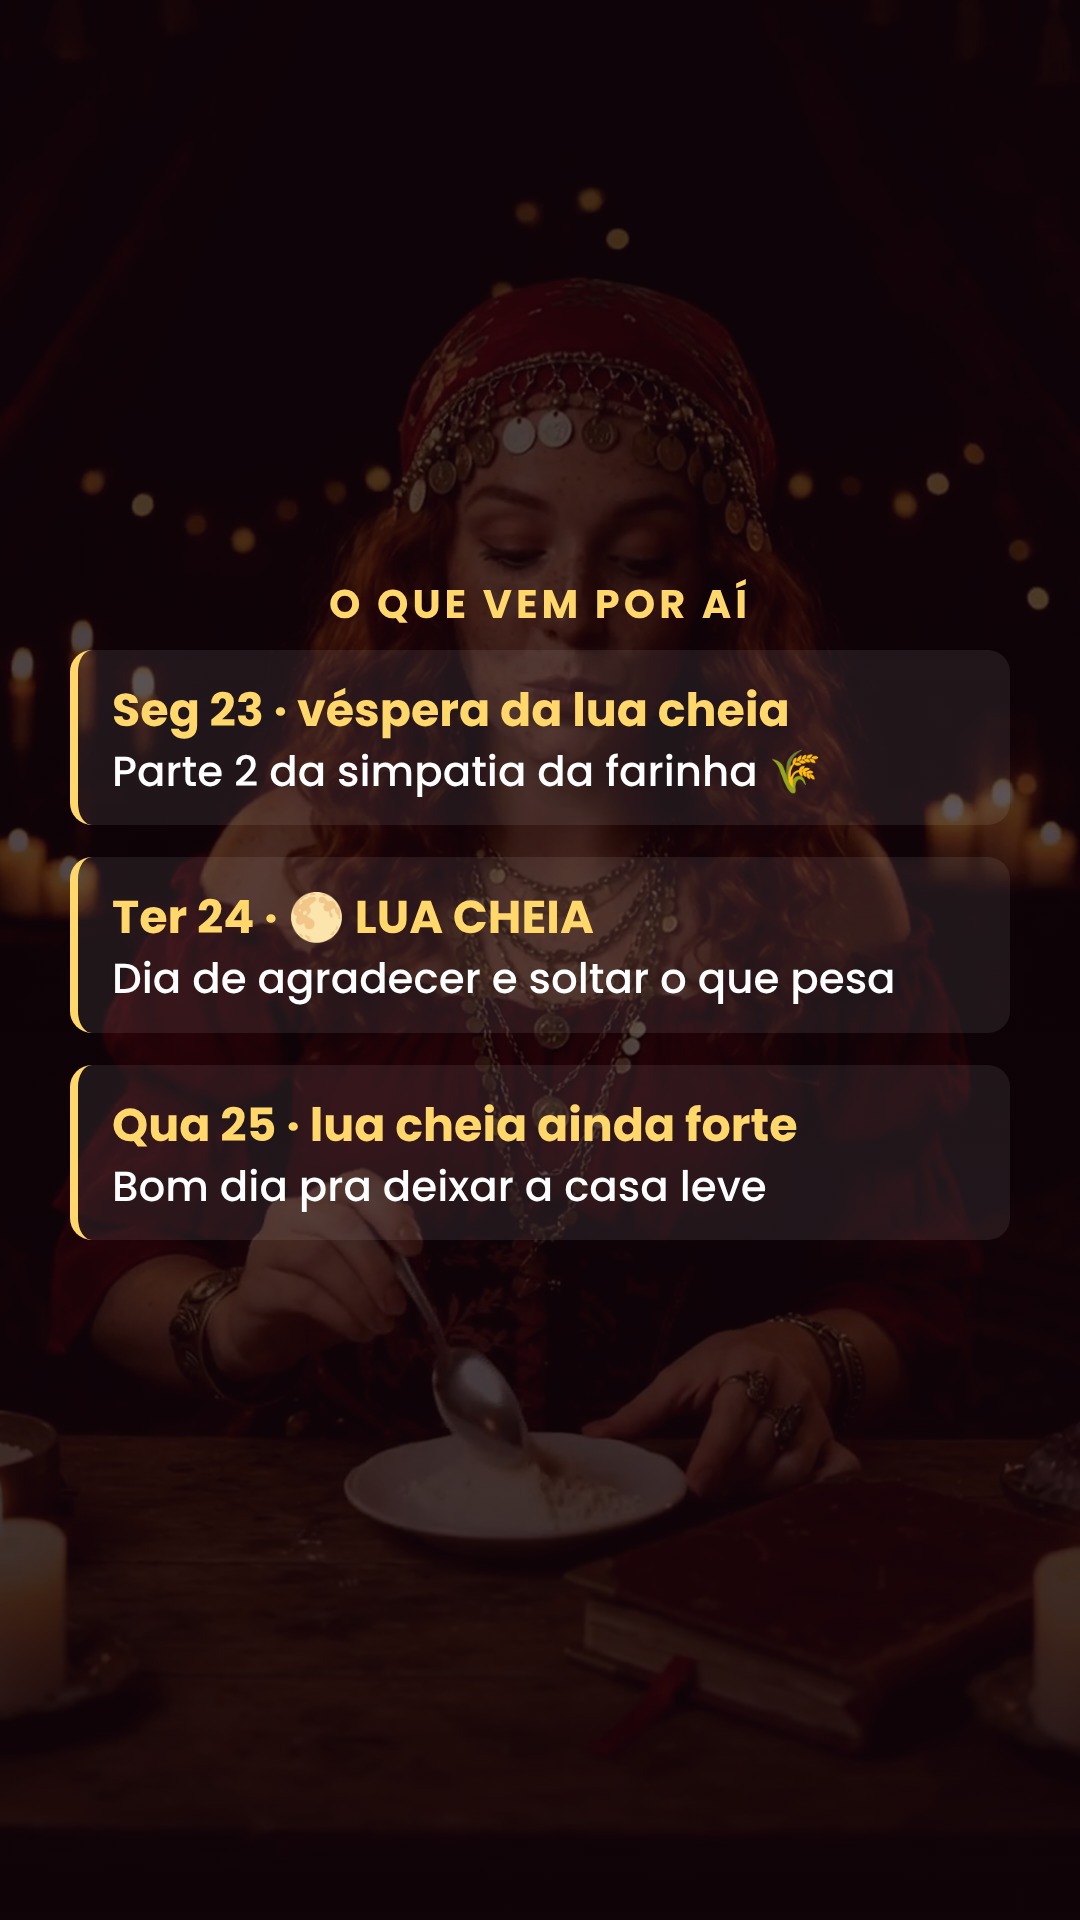 O QUE VEM POR AÍ
Seg 23 · véspera da lua cheia
Parte 2 da simpatia da farinha 🌾
Ter 24 · 🌕 LUA CHEIA
Dia de agradecer e soltar o que pesa
Qua 25 · lua cheia ainda forte
Bom dia pra deixar a casa leve